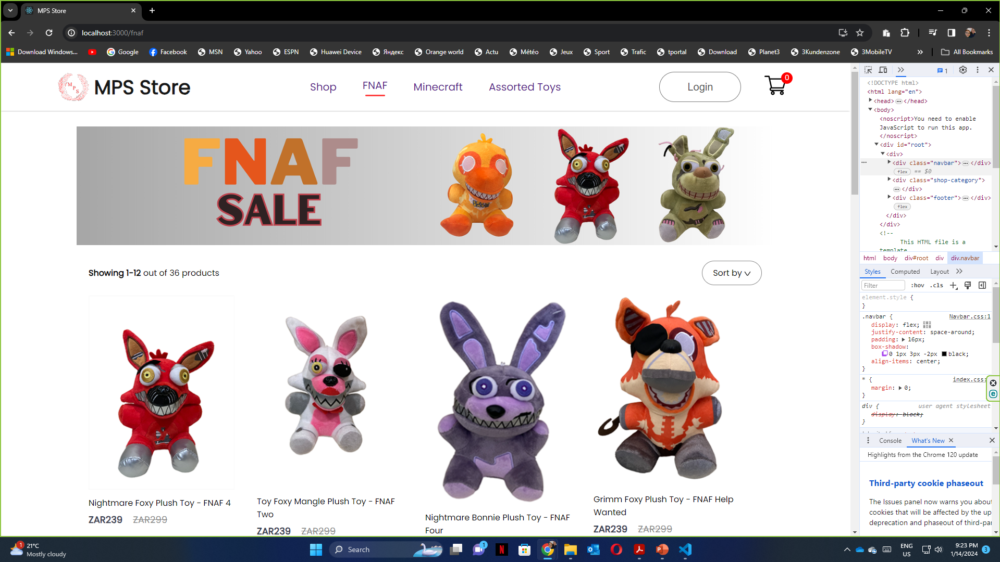 MPS Store
localhost:3000/fnaf
Download Windows...
Google
Facebook
MSN
Yahoo
ESPN
Huawei Device
Яндекс
Orange world
Actu
Météo
Jeux
Sport
Trafic
tportal
Download
Planet3
3Kundenzone
3MobileTV
All Bookmarks
MPS
MPS Store
Shop
FNAF
Minecraft
Assorted Toys
Login
0
FNAF
SALE
Showing 1-12 out of 36 products
Sort by
Nightmare Foxy Plush Toy - FNAF 4
ZAR239 ZAR299
Toy Foxy Mangle Plush Toy - FNAF
Two
ZAR239 ZAR299
Nightmare Bonnie Plush Toy - FNAF
Four
Grimm Foxy Plush Toy - FNAF Help
Wanted
ZAR239 ZAR299
1
<!DOCTYPE html>
<html lang="en">
<head> </head>
<body>
<noscript>You need to enable
JavaScript to run this app.
</noscript>
<div id="root">
<div>
<div class="navbar"> </div>
flex == $0
<div class="shop-category">
</div>
<div class="footer"> </div>
flex
</div>
</div>
<!--
This HTML file is a
template
html body div#root div div.navbar
Styles Computed Layout
Filter :hov .cls
element.style {
}
.navbar { Navbar.css:1
display: flex;
justify-content: space-around;
padding: 16px;
box-shadow:
0 1px 3px -2px black;
align-items: center;
}
* { index.css:
margin: 0;
}
div { user agent stylesheet
display: block;
}
Console What's New
Highlights from the Chrome 120 update
Third-party cookie phaseout
The Issues panel now warns you about
cookies that will be affected by the up
deprecation and phaseout of third-par
1
21°C
Mostly cloudy
Search
1
ENG
US
9:23 PM
1/14/2024
3